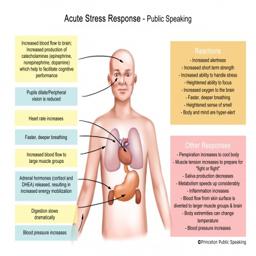 Acute Stress Response - Public Speaking
Increased blood flow to brain;
Increased production of
catecholamines (epinephrine,
norepinephrine, dopamine)
which help to facilitate cognitive
performance
Pupils dilate/Peripheral
vision is reduced
Heart rate increases
Faster, deeper breathing
Increased blood flow to
large muscle groups
Adrenal hormones (cortisol and
DHEA) released, resulting in
increased energy mobilization
Digestion slows
dramatically
Blood pressure increases
Reactions
- Increased alertness
- Increased short term strength
- Increased ability to handle stress
- Heightened ability to focus
- Increased oxygen to the brain
- Faster, deeper breathing
- Heightened sense of smell
- Body and mind are hyper-alert
Other Responses
- Perspiration increases to cool body
- Muscle tension increases to prepare for
"fight or flight"
- Saliva production decreases
- Metabolism speeds up considerably
- Inflammation increases
- Blood flow from skin surface is
diverted to larger muscle groups & brain
- Body extremities can change
temperature
- Blood pressure increases
©Princeton Public Speaking